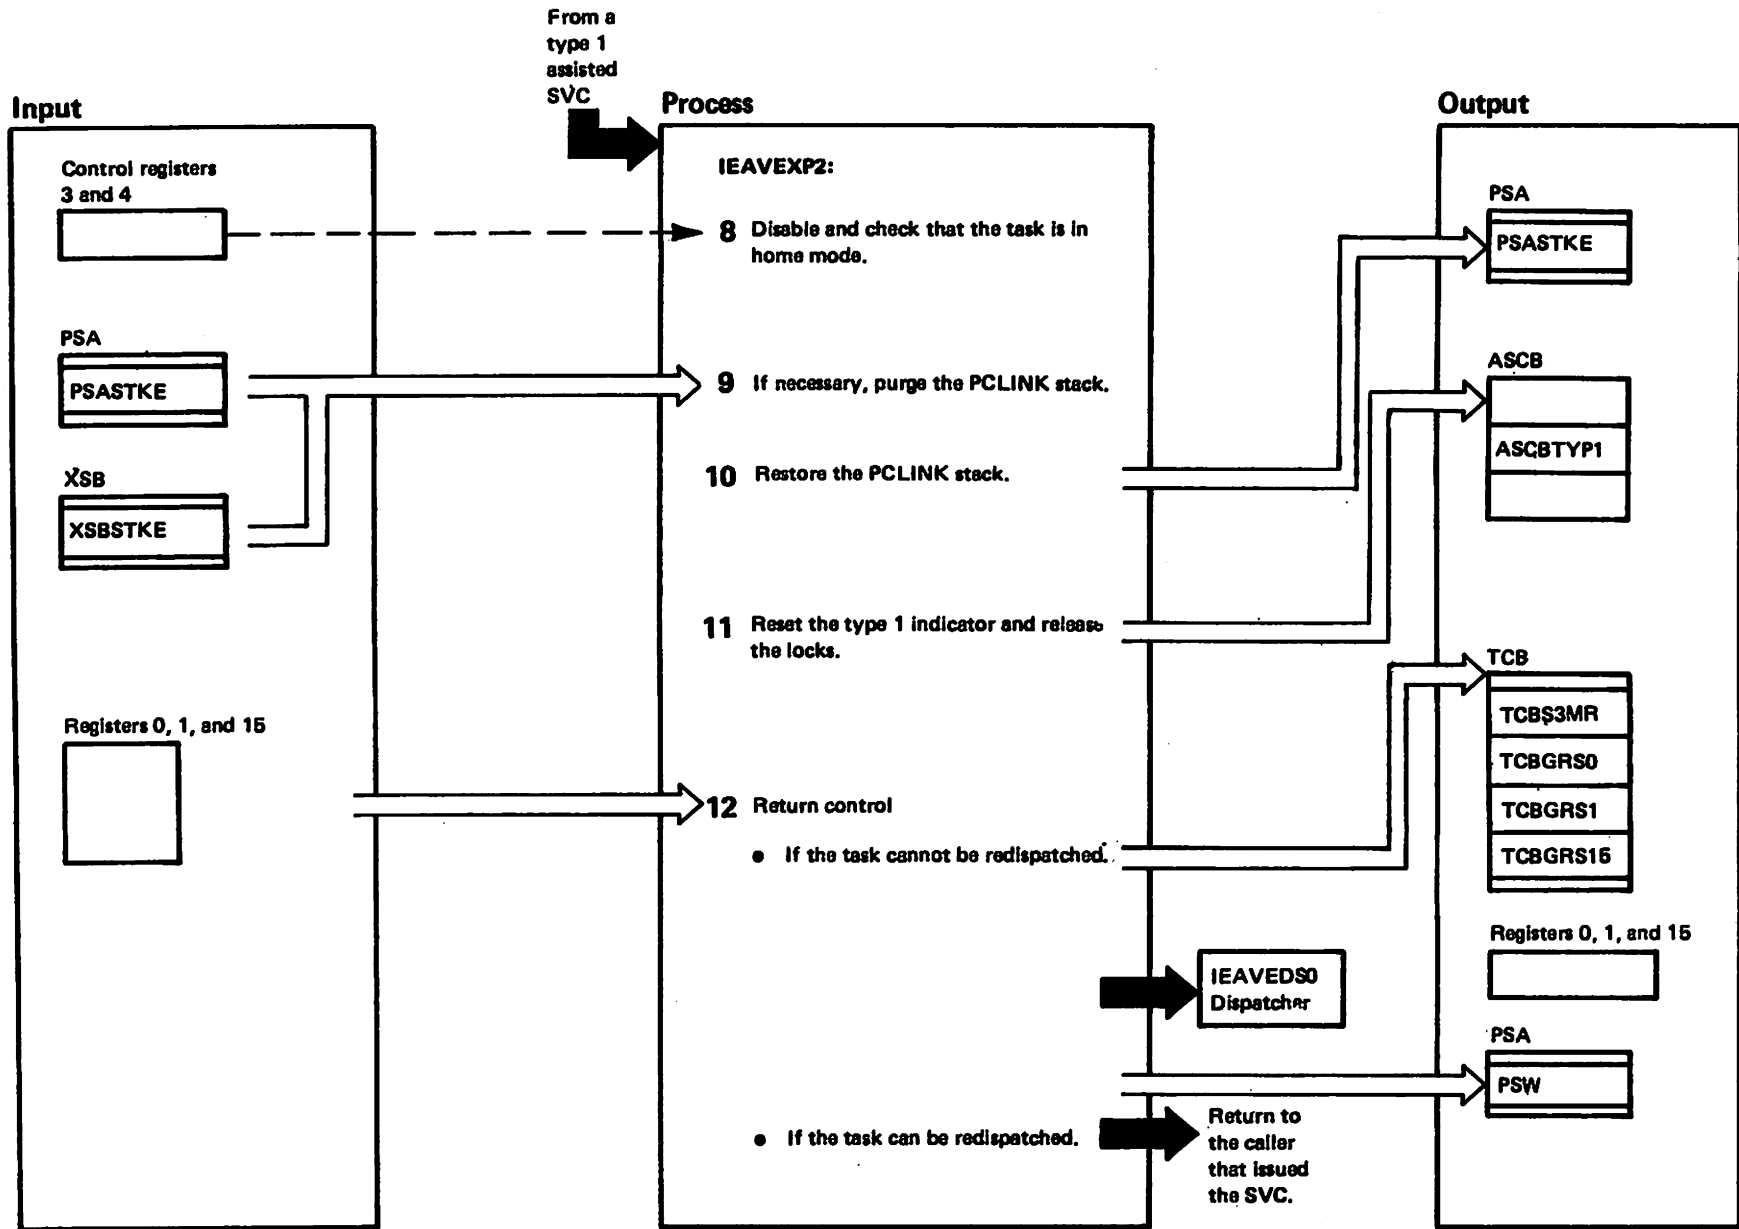 From a
type 1
assisted
SVC
Input
Process
Output
Control registers
3 and 4
PSA
PSASTKE
XSB
XSBSTKE
Registers 0, 1, and 15
IEAVEXP2:
8 Disable and check that the task is in
home mode.
9 If necessary, purge the PCLINK stack.
10 Restore the PCLINK stack.
11 Reset the type 1 indicator and release
the locks.
12 Return control
• If the task cannot be redispatched.
• If the task can be redispatched.
IEAVEDS0
Dispatcher
Return to
the caller
that issued
the SVC.
PSA
PSASTKE
ASCB
ASCBTYP1
TCB
TCBS3MR
TCBGRS0
TCBGRS1
TCBGRS15
Registers 0, 1, and 15
PSA
PSW